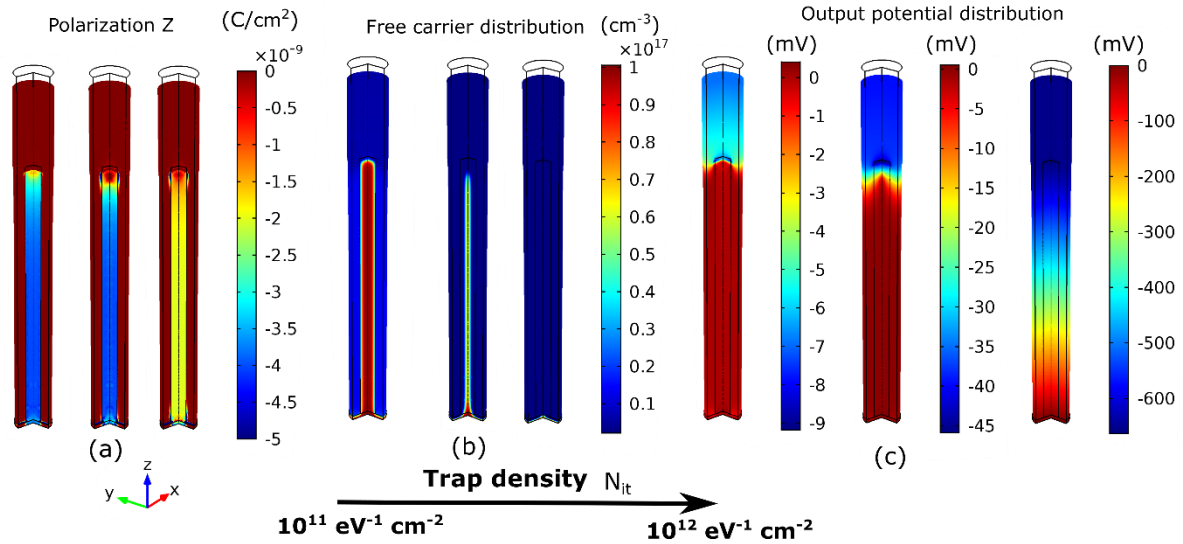 Polarization Z
(C/cm²)
×10⁻⁹
0
-0.5
-1
-1.5
-2
-2.5
-3
-3.5
-4
-4.5
-5
(a)
z
y
x
Free carrier distribution
(cm⁻³)
×10¹⁷
1
0.9
0.8
0.7
0.6
0.5
0.4
0.3
0.2
0.1
(b)
Output potential distribution
(mV)
0
-1
-2
-3
-4
-5
-6
-7
-8
-9
(mV)
0
-5
-10
-15
-20
-25
-30
-35
-40
-45
(mV)
0
-100
-200
-300
-400
-500
-600
(c)
Trap density Nᵢₜ
10¹¹ eV⁻¹ cm⁻²
10¹² eV⁻¹ cm⁻²